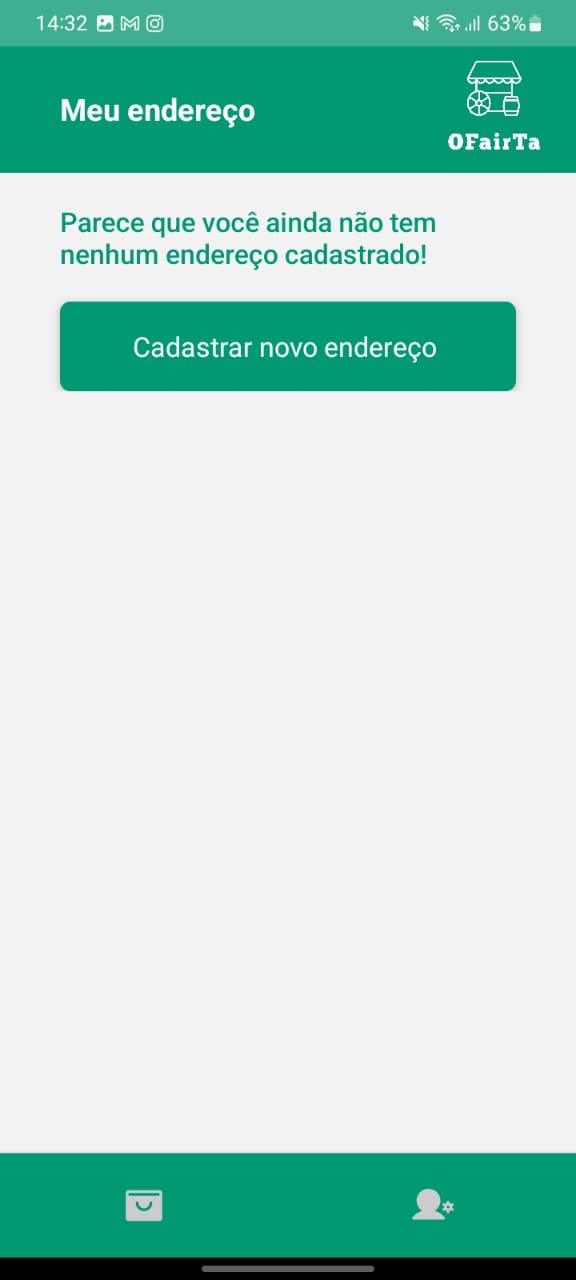 14:32
63%
Meu endereço
OFairTa
Parece que você ainda não tem
nenhum endereço cadastrado!
Cadastrar novo endereço